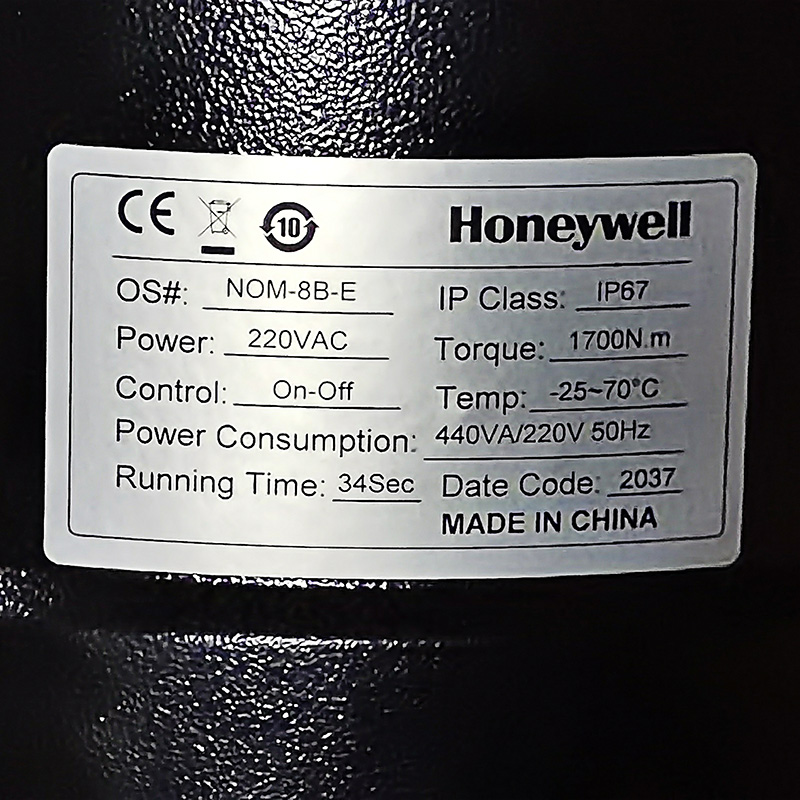 CE 10 Honeywell
OS#: NOM-8B-E IP Class: IP67
Power: 220VAC Torque: 1700N.m
Control: On-Off Temp: -25~70°C
Power Consumption: 440VA/220V 50Hz
Running Time: 34Sec Date Code: 2037
MADE IN CHINA